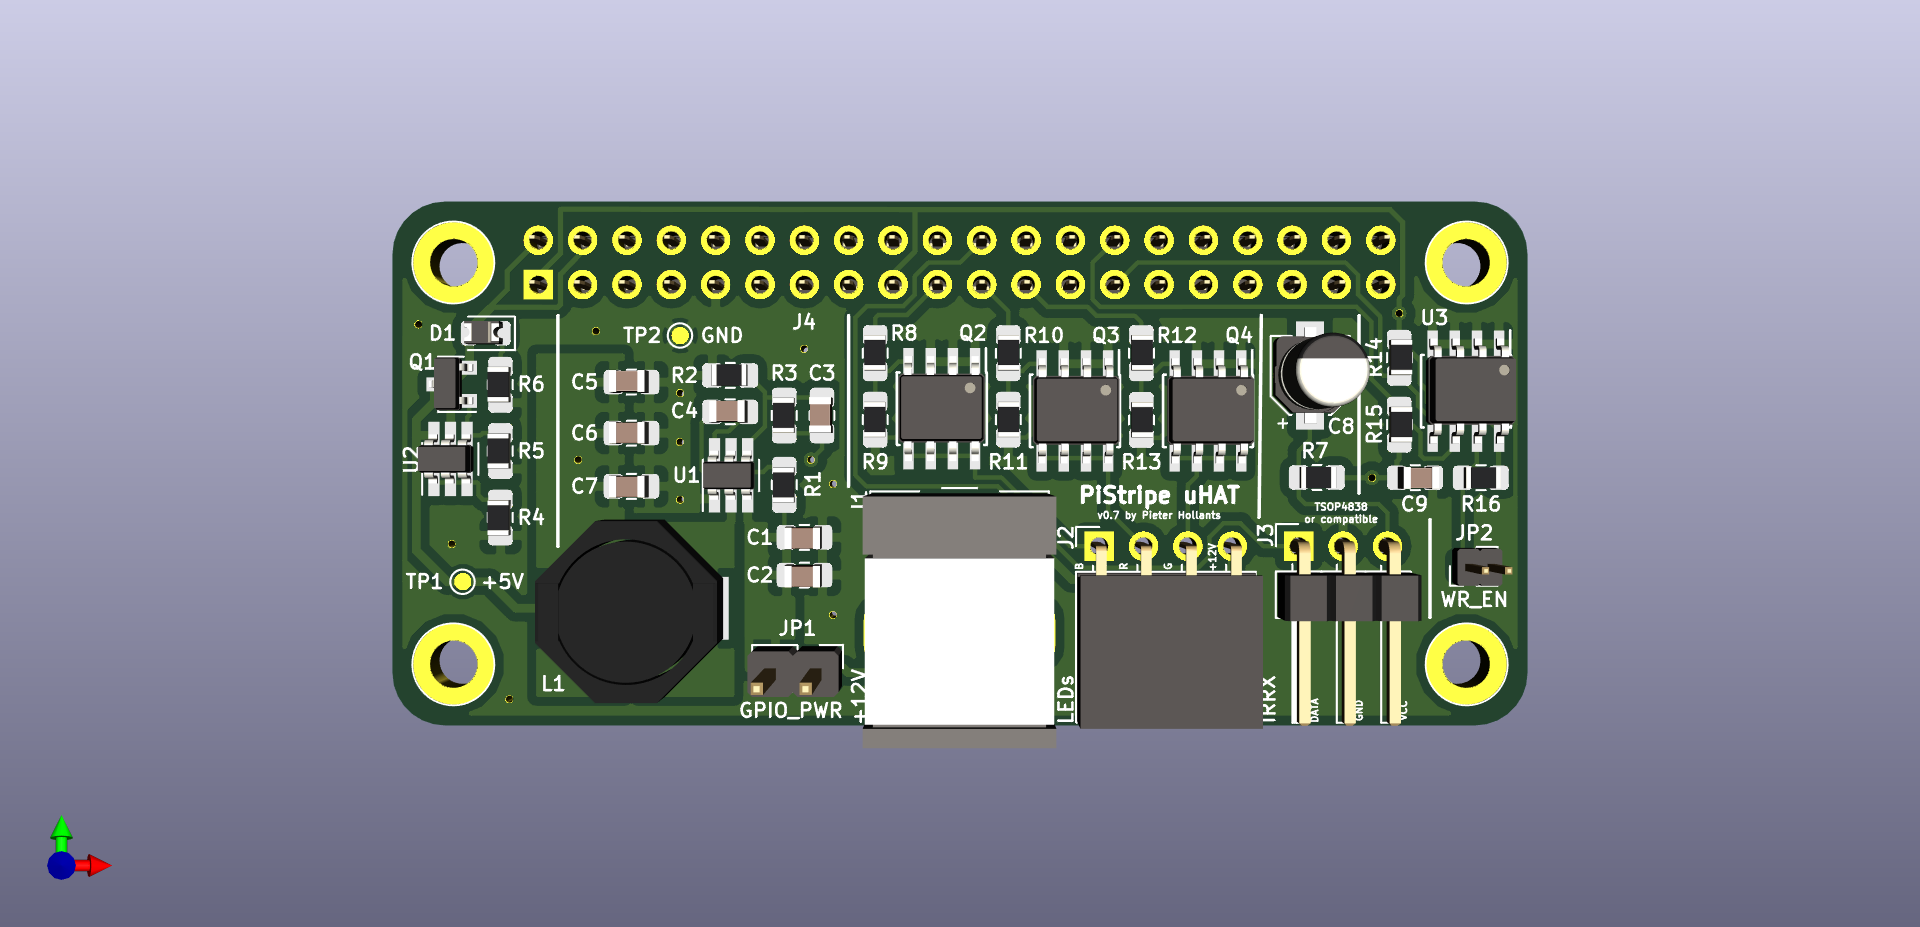 J4
U3
D1
TP2
GND
R8
Q2
R10
Q3
R12
Q4
R14
Q1
R6
C5
R2
R3
C3
C4
+
C8
R15
C6
R5
U2
U1
R9
R11
R13
R7
C7
R1
R4
J1
PiStripe uHAT
v0.7 by Pieter Hollants
TSOP4838
or compatible
C9
R16
C1
J2
J3
JP2
B
R
G
+12V
C2
TP1
+5V
WR_EN
JP1
L1
GPIO_PWR
+12V
LEDs
IRRX
DATA
GND
VCC